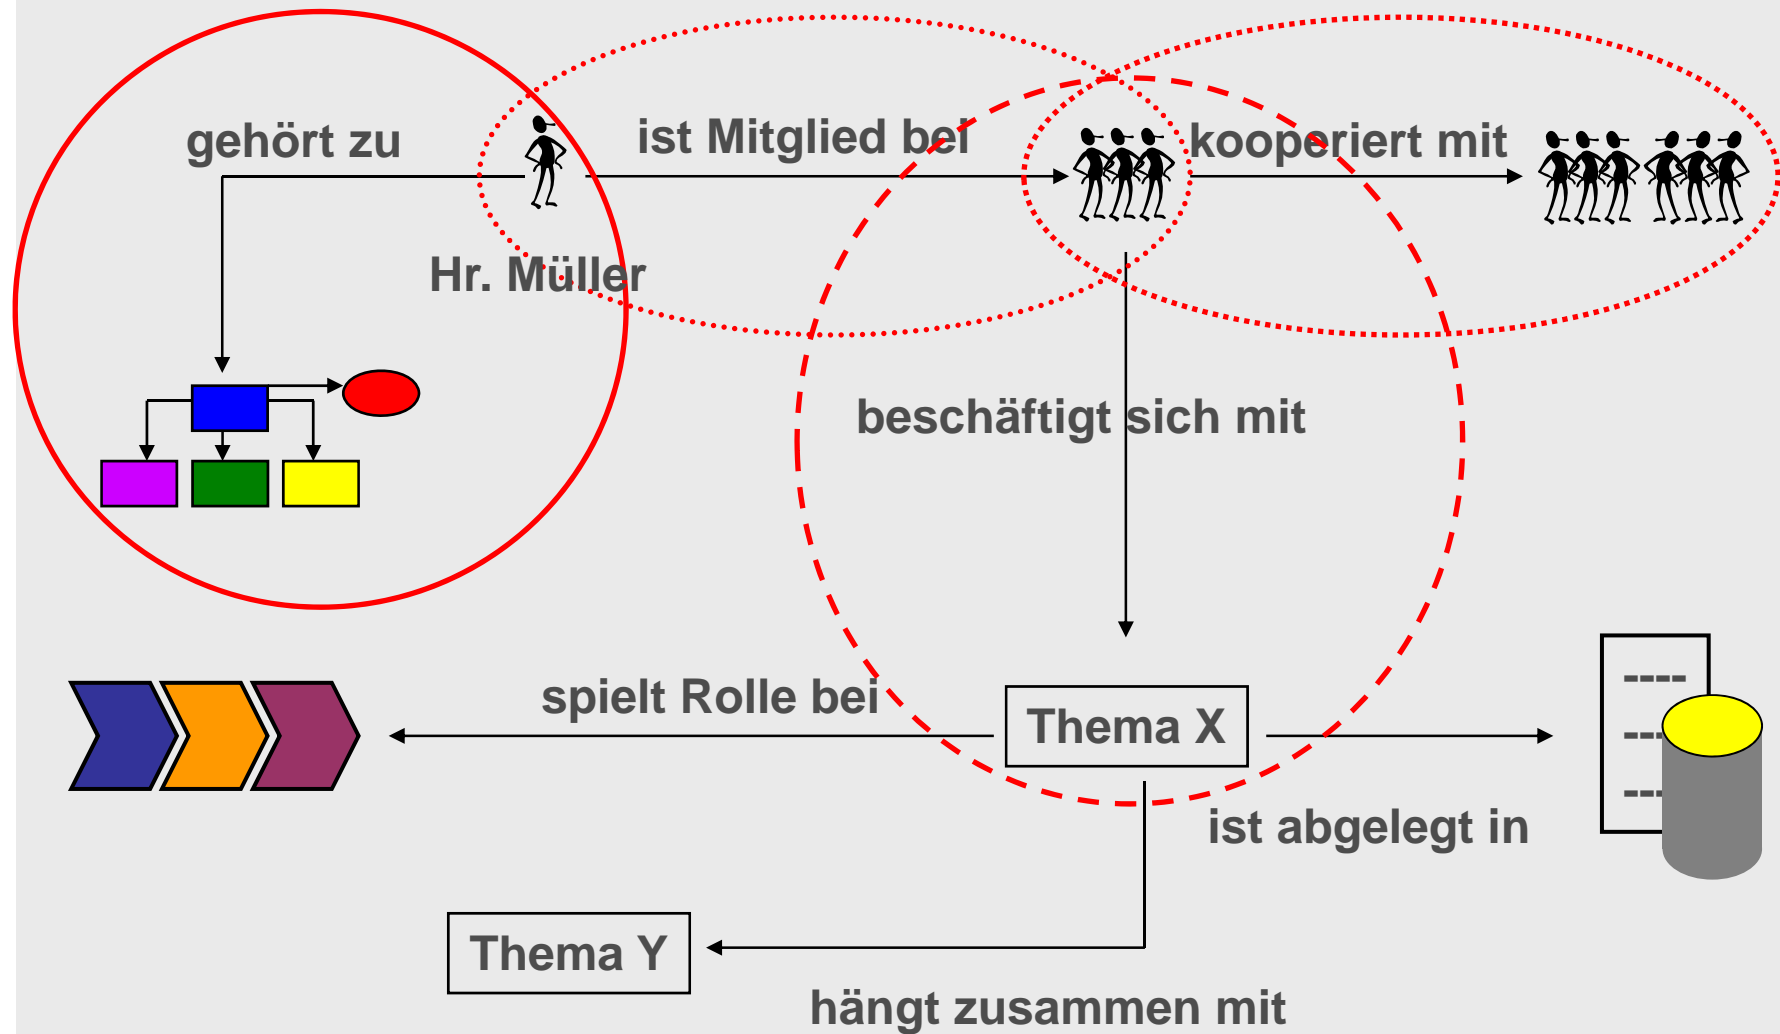 gehört zu
ist Mitglied bei
kooperiert mit
Hr. Müller
beschäftigt sich mit
spielt Rolle bei
Thema X
ist abgelegt in
Thema Y
hängt zusammen mit